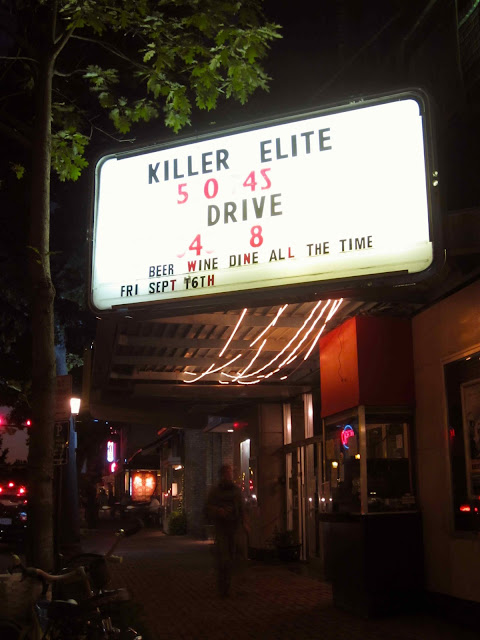 KILLER ELITE
5 0 45
DRIVE
4 8
BEER WINE DINE ALL THE TIME
FRI SEPT 16TH